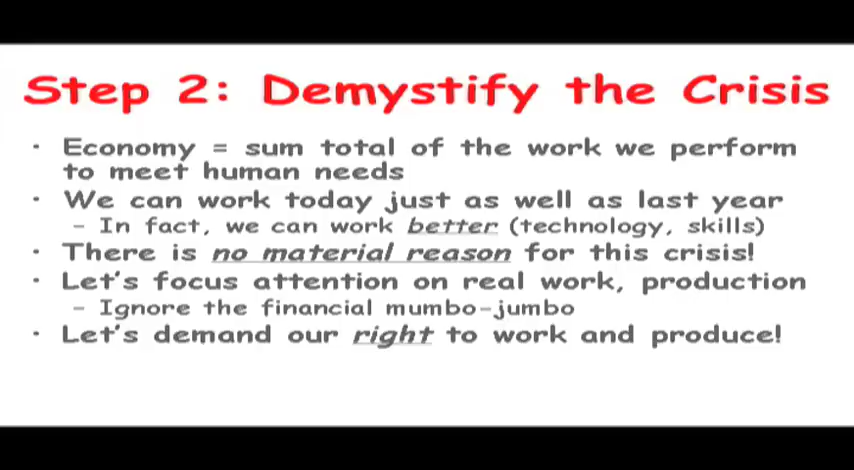 Step 2: Demystify the Crisis
· Economy = sum total of the work we perform
to meet human needs
· We can work today just as well as last year
– In fact, we can work better (technology, skills)
· There is no material reason for this crisis!
· Let's focus attention on real work, production
– Ignore the financial mumbo-jumbo
· Let's demand our right to work and produce!